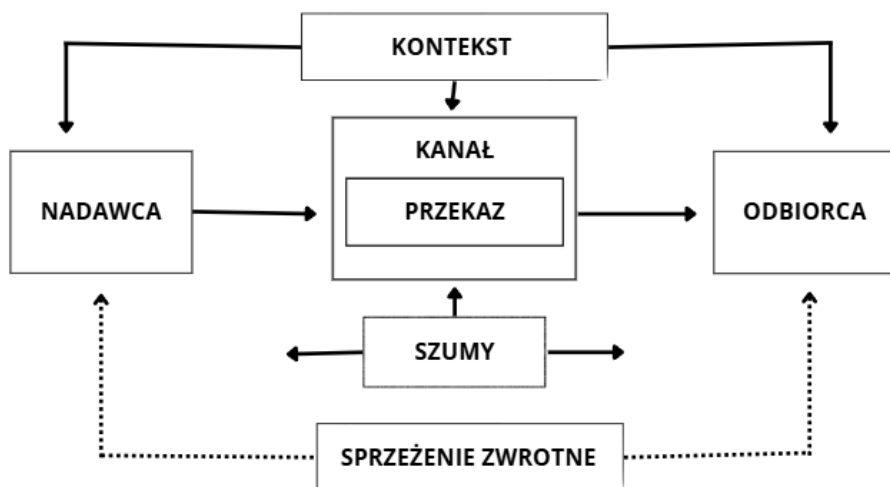 KONTEKST
KANAŁ
NADAWCA
PRZEKAZ
ODBIORCA
SZUMY
SPRZEŻENIE ZWROTNE